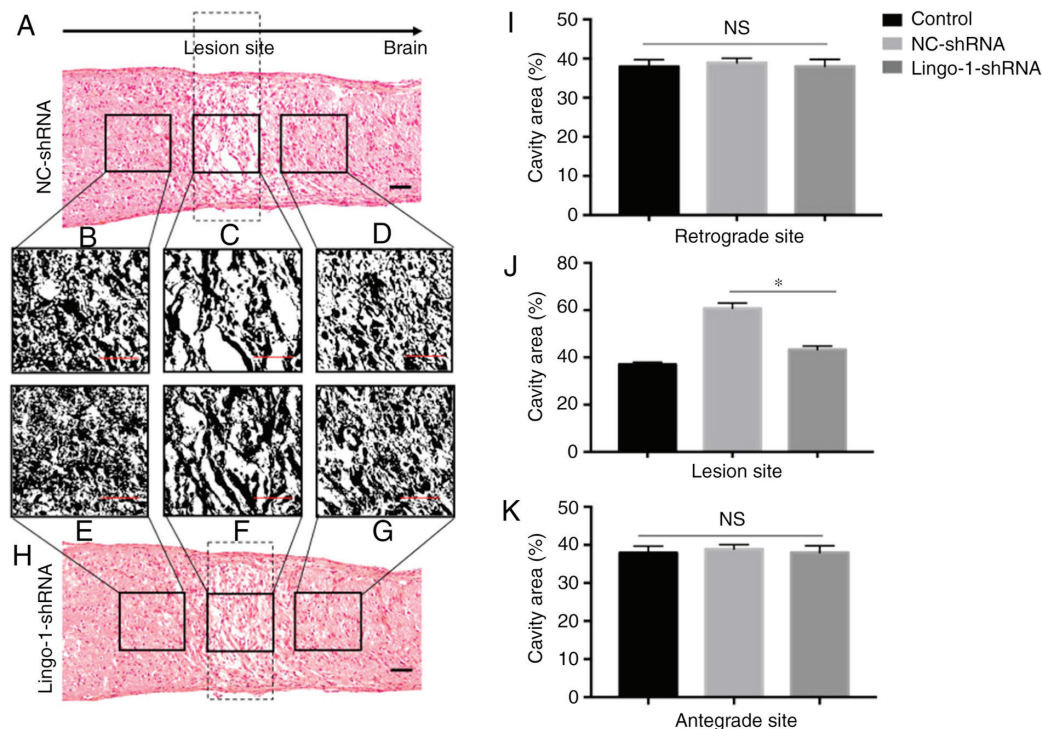 A
Lesion site
Brain
NC-shRNA
B
C
D
E
F
G
H
Lingo-1-shRNA
I
Control
NC-shRNA
Lingo-1-shRNA
NS
Cavity area (%)
50
40
30
20
10
0
Retrograde site
J
*
Cavity area (%)
80
60
40
20
0
Lesion site
K
NS
Cavity area (%)
50
40
30
20
10
0
Antegrade site